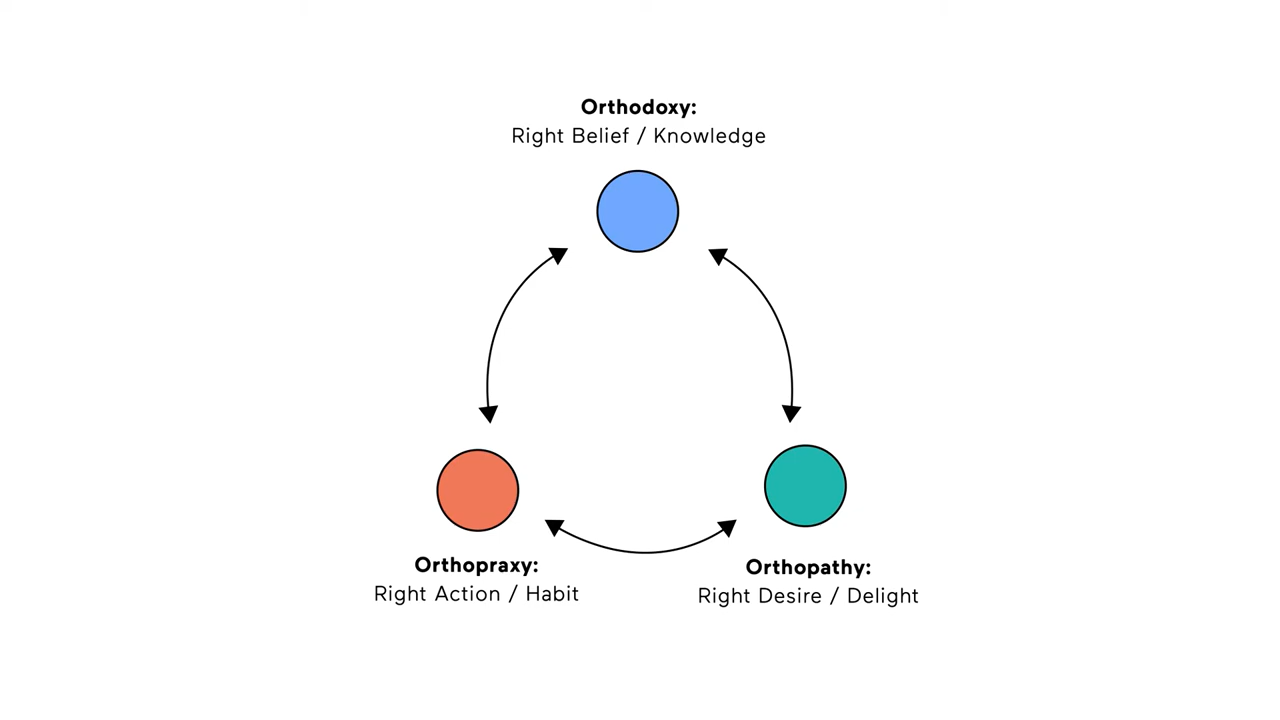 Orthodoxy:
Right Belief / Knowledge
Orthopraxy:
Right Action / Habit
Orthopathy:
Right Desire / Delight